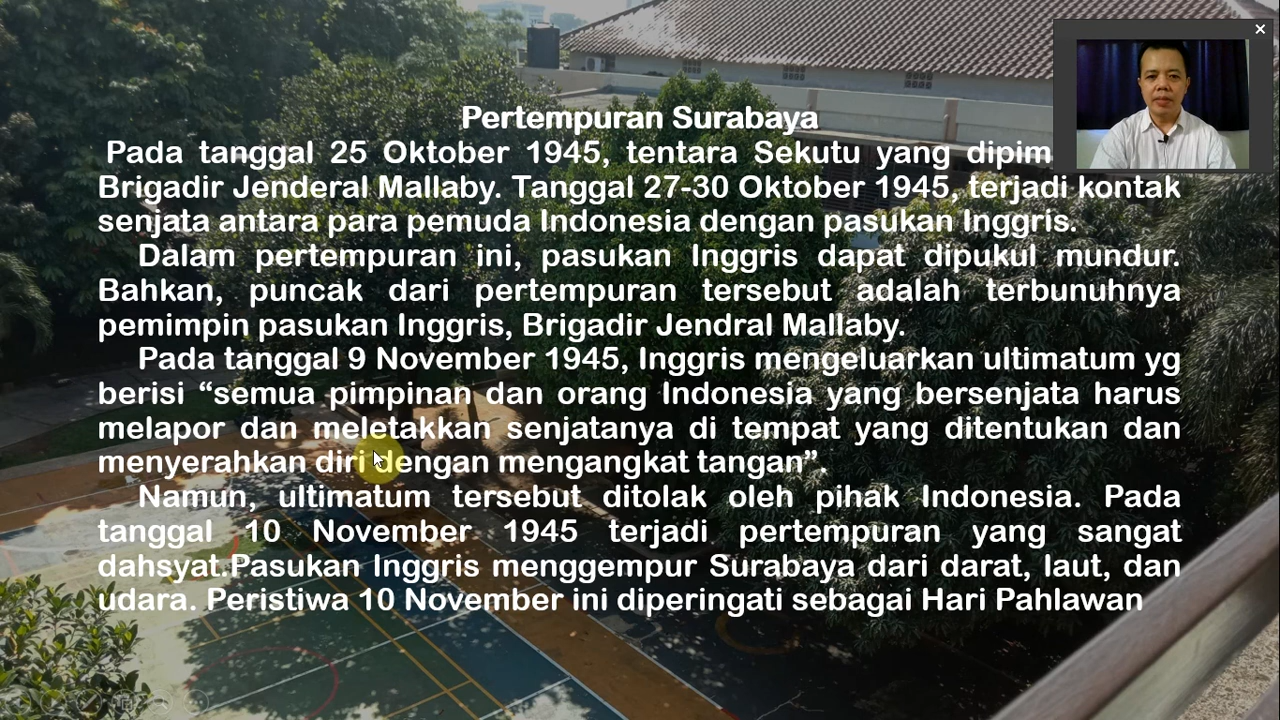 Pertempuran Surabaya
Pada tanggal 25 Oktober 1945, tentara Sekutu yang
Brigadir Jenderal Mallaby. Tanggal 27-30 Oktober 1945, terjadi kontak
senjata antara para pemuda Indonesia dengan pasukan Inggris.
Dalam pertempuran ini, pasukan Inggris dapat dipukul mundur.
Bahkan, puncak dari pertempuran tersebut adalah terbunuhnya
pemimpin pasukan Inggris, Brigadir Jendral Mallaby.
Pada tanggal 9 November 1945, Inggris mengeluarkan ultimatum yg
berisi “semua pimpinan dan orang Indonesia yang bersenjata harus
melapor dan meletakkan senjatanya di tempat yang ditentukan dan
menyerahkan diri dengan mengangkat tangan”.
Namun, ultimatum tersebut ditolak oleh pihak Indonesia. Pada
tanggal 10 November 1945 terjadi pertempuran yang sangat
dahsyat.Pasukan Inggris menggempur Surabaya dari darat, laut, dan
udara. Peristiwa 10 November ini diperingati sebagai Hari Pahlawan